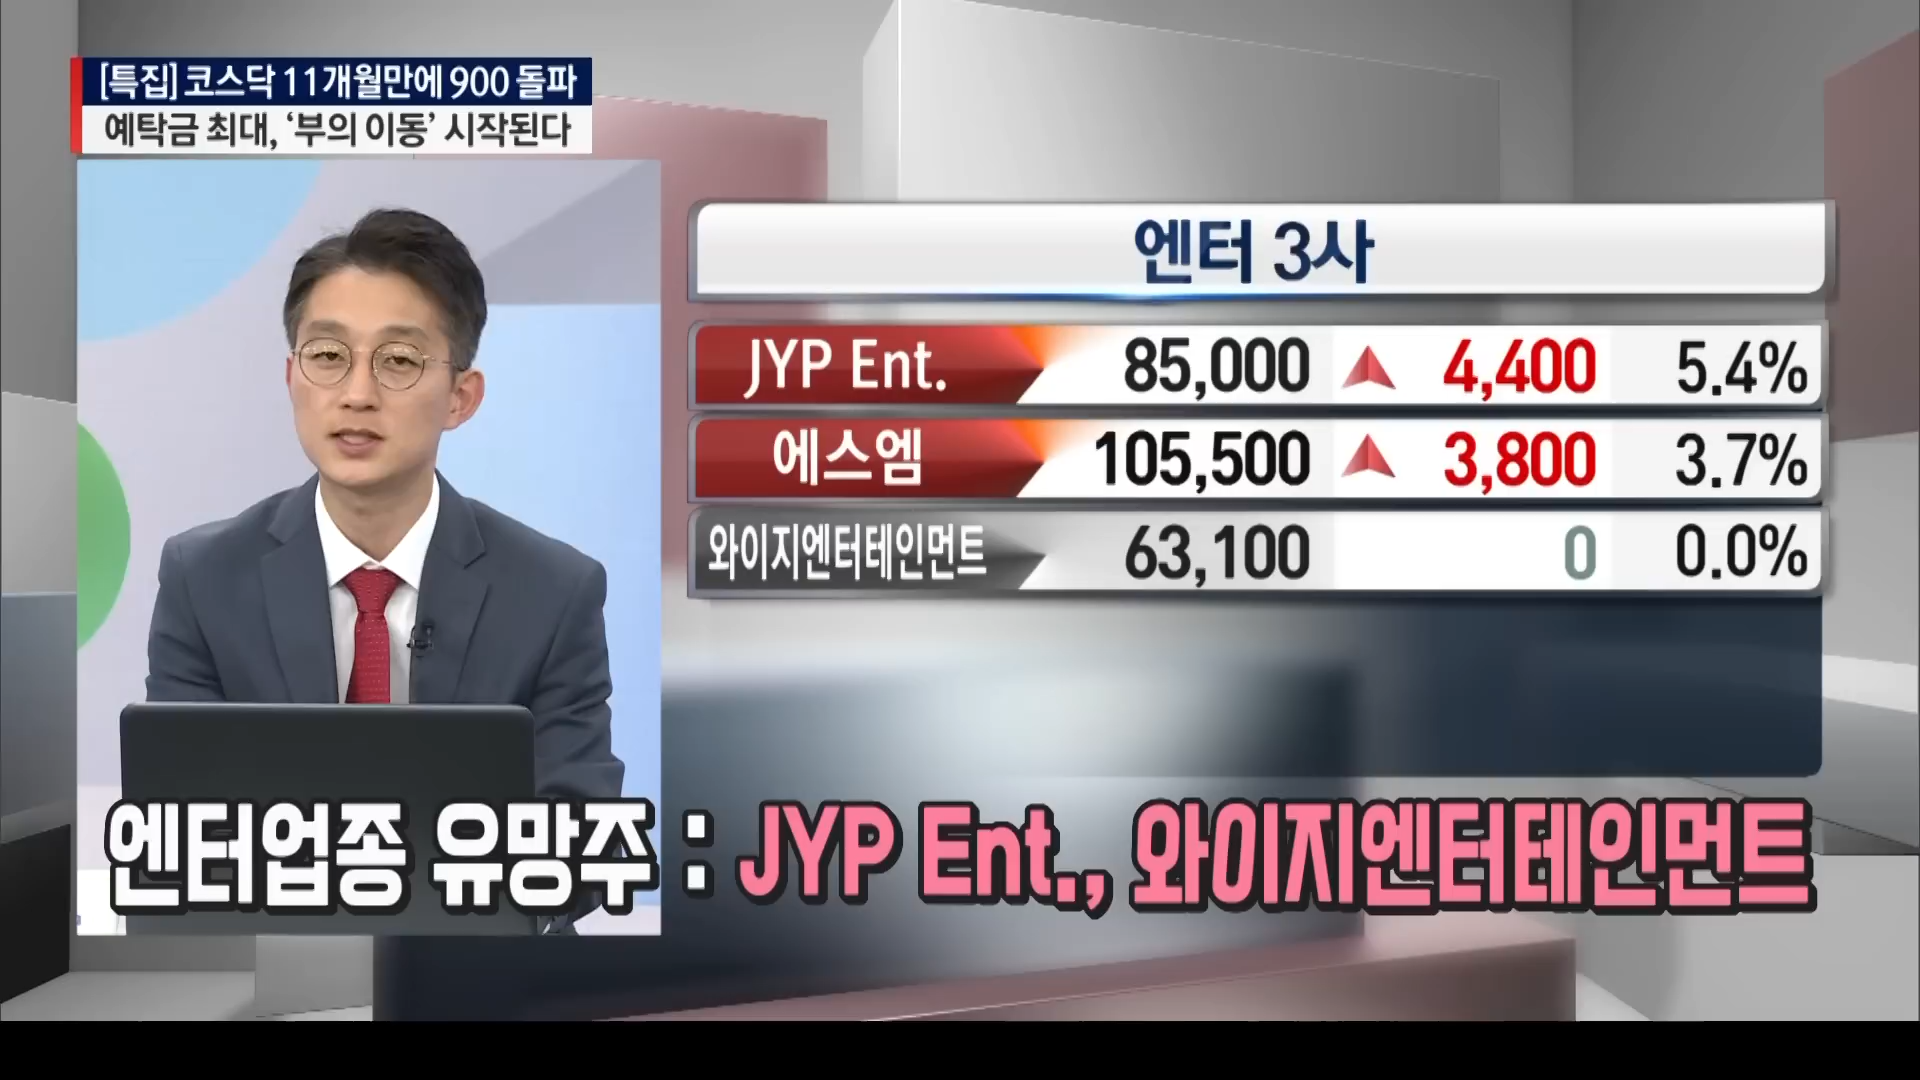 [특집] 코스닥 11개월만에 900 돌파
예탁금 최대, ‘부의 이동’ 시작된다
엔터 3사
JYP Ent. 85,000 ▲ 4,400 5.4%
에스엠 105,500 ▲ 3,800 3.7%
와이지엔터테인먼트 63,100 0 0.0%
엔터업종 유망주 : JYP Ent., 와이지엔터테인먼트